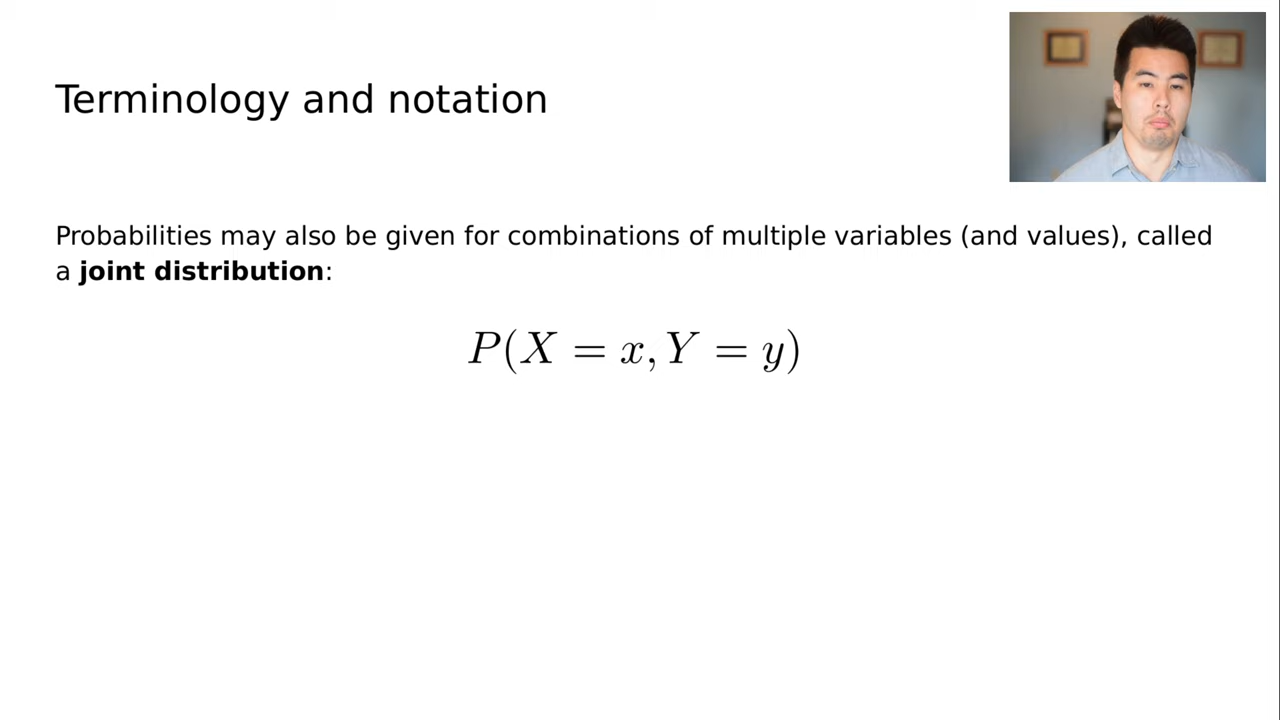 Terminology and notation
Probabilities may also be given for combinations of multiple variables (and values), called
a joint distribution:
P(X = x, Y = y)